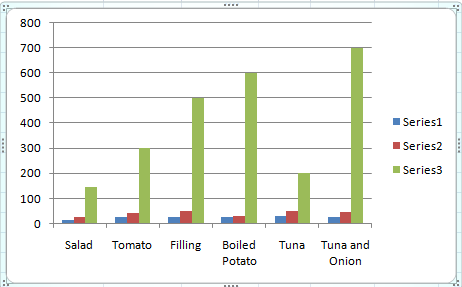 800
700
600
500
400
300
200
100
0
Salad
Tomato
Filling
Boiled
Potato
Tuna
Tuna and
Onion
Series1
Series2
Series3